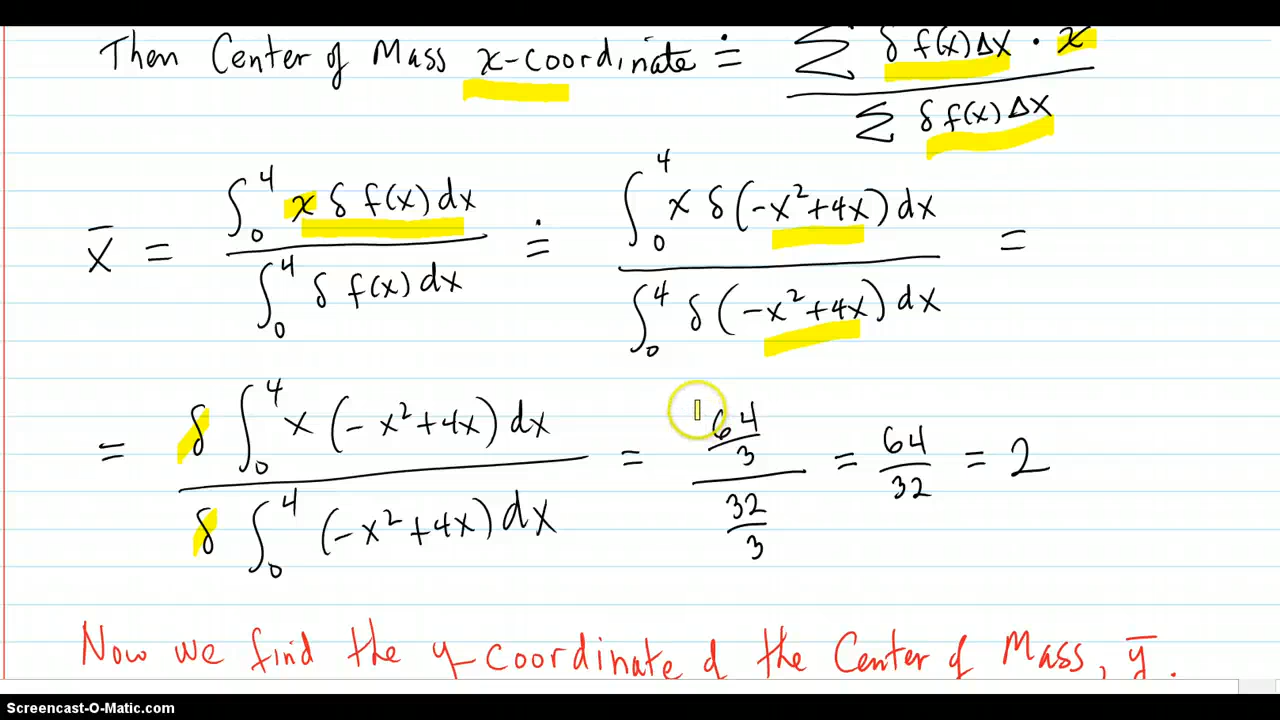 Then Center of Mass x-coordinate ≐ ∑ δ f(x) Δx · x / ∑ δ f(x) Δx
x̄ = ∫₀⁴ x δ f(x) dx / ∫₀⁴ δ f(x) dx ≐ ∫₀⁴ x δ (-x²+4x) dx / ∫₀⁴ δ (-x²+4x) dx =
= δ ∫₀⁴ x (-x²+4x) dx / δ ∫₀⁴ (-x²+4x) dx = 64/3 / 32/3 = 64/32 = 2
Now we find the y-coordinate of the Center of Mass, ȳ.
Screencast-O-Matic.com